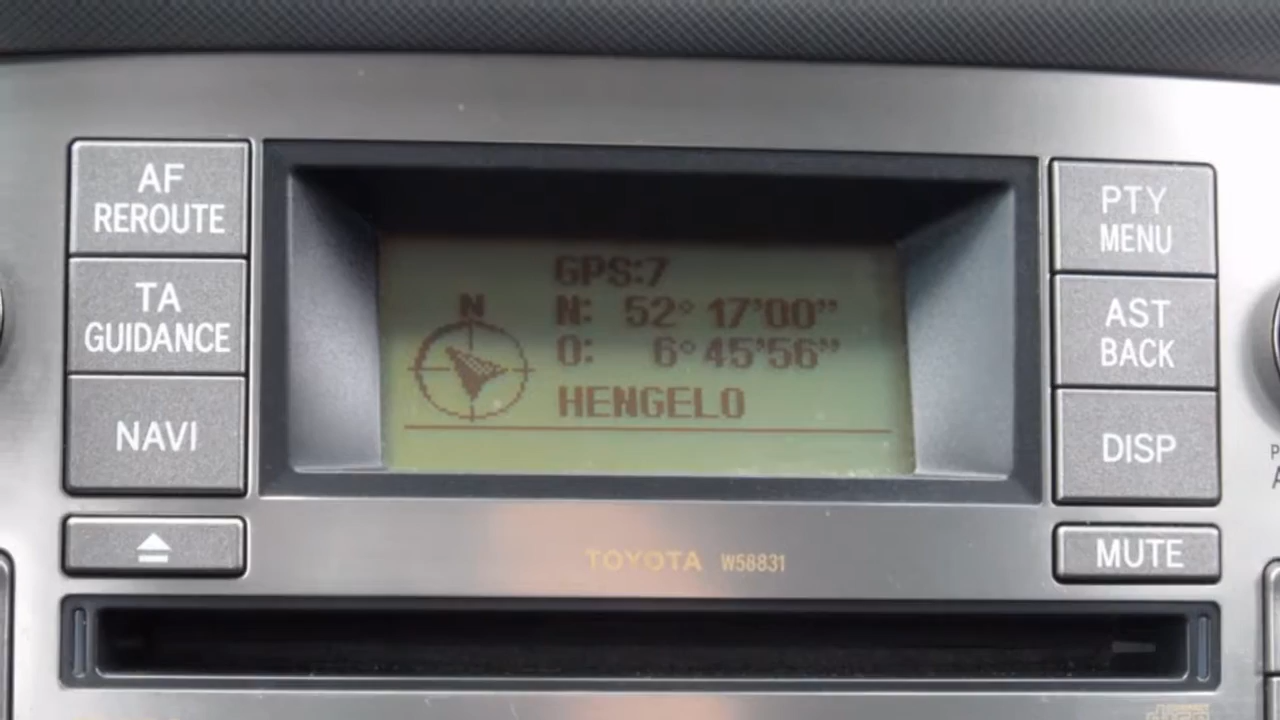 AF
REROUTE
TA
GUIDANCE
NAVI
GPS:7
N
N: 52° 17'00"
O: 6° 45'56"
HENGELO
PTY
MENU
AST
BACK
DISP
MUTE
TOYOTA W58831